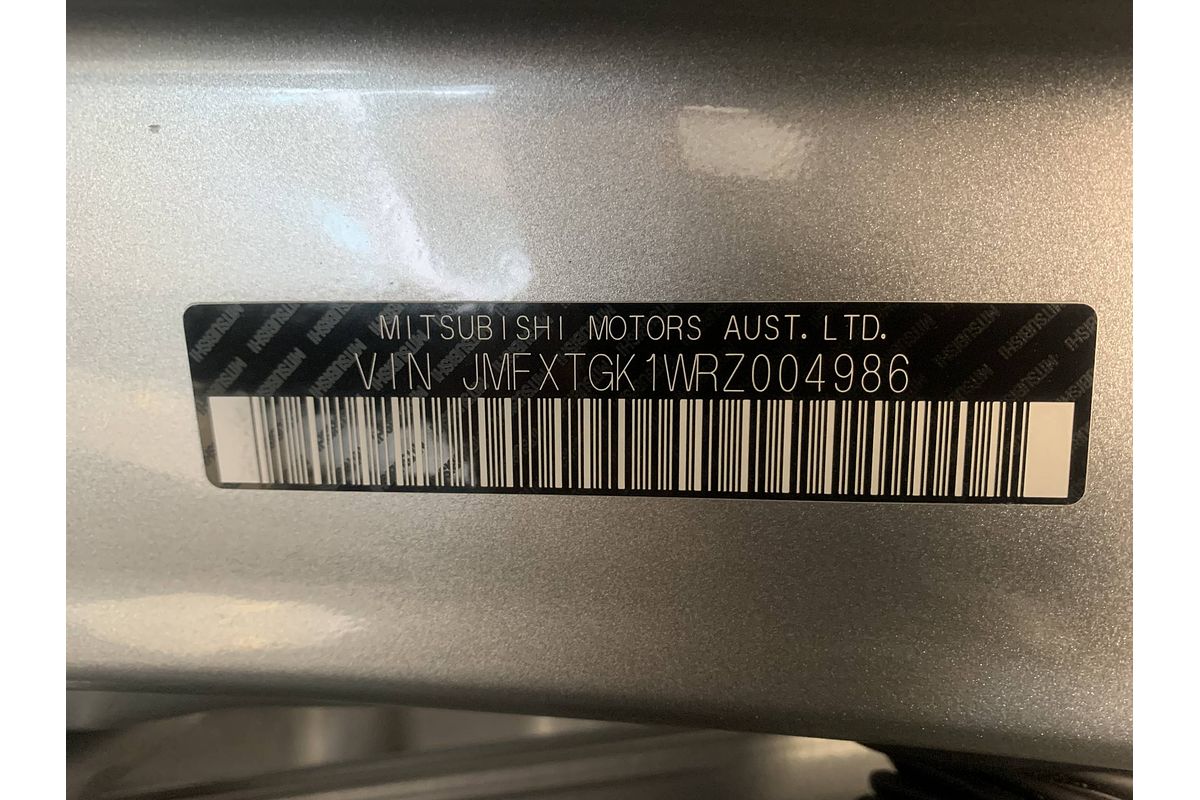 MITSUBISHI MOTORS AUST. LTD.
VIN JMFXTGK1WRZ004986